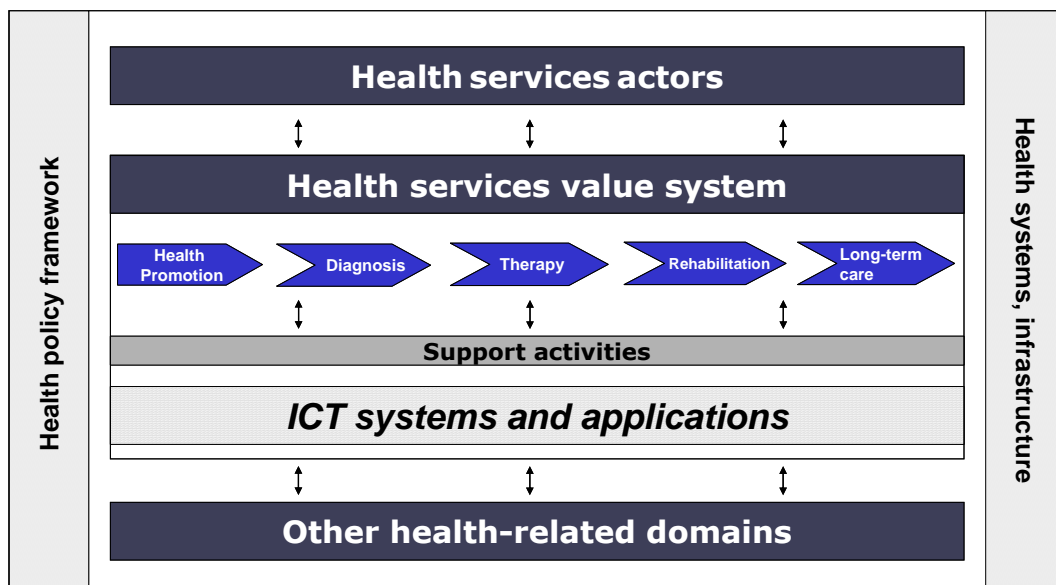 Health policy framework
Health services actors
Health services value system
Health
Promotion
Diagnosis
Therapy
Rehabilitation
Long-term
care
Support activities
ICT systems and applications
Other health-related domains
Health systems, infrastructure